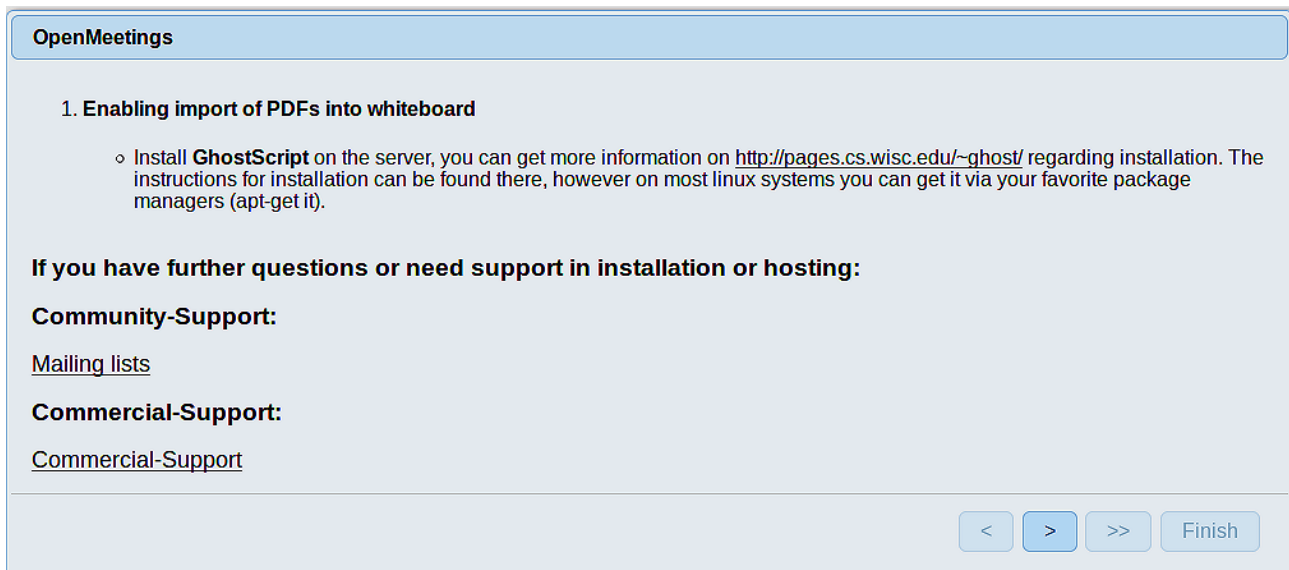 OpenMeetings
1. Enabling import of PDFs into whiteboard
Install GhostScript on the server, you can get more information on http://pages.cs.wisc.edu/~ghost/ regarding installation. The
instructions for installation can be found there, however on most linux systems you can get it via your favorite package
managers (apt-get it).
If you have further questions or need support in installation or hosting:
Community-Support:
Mailing lists
Commercial-Support:
Commercial-Support
< > >> Finish